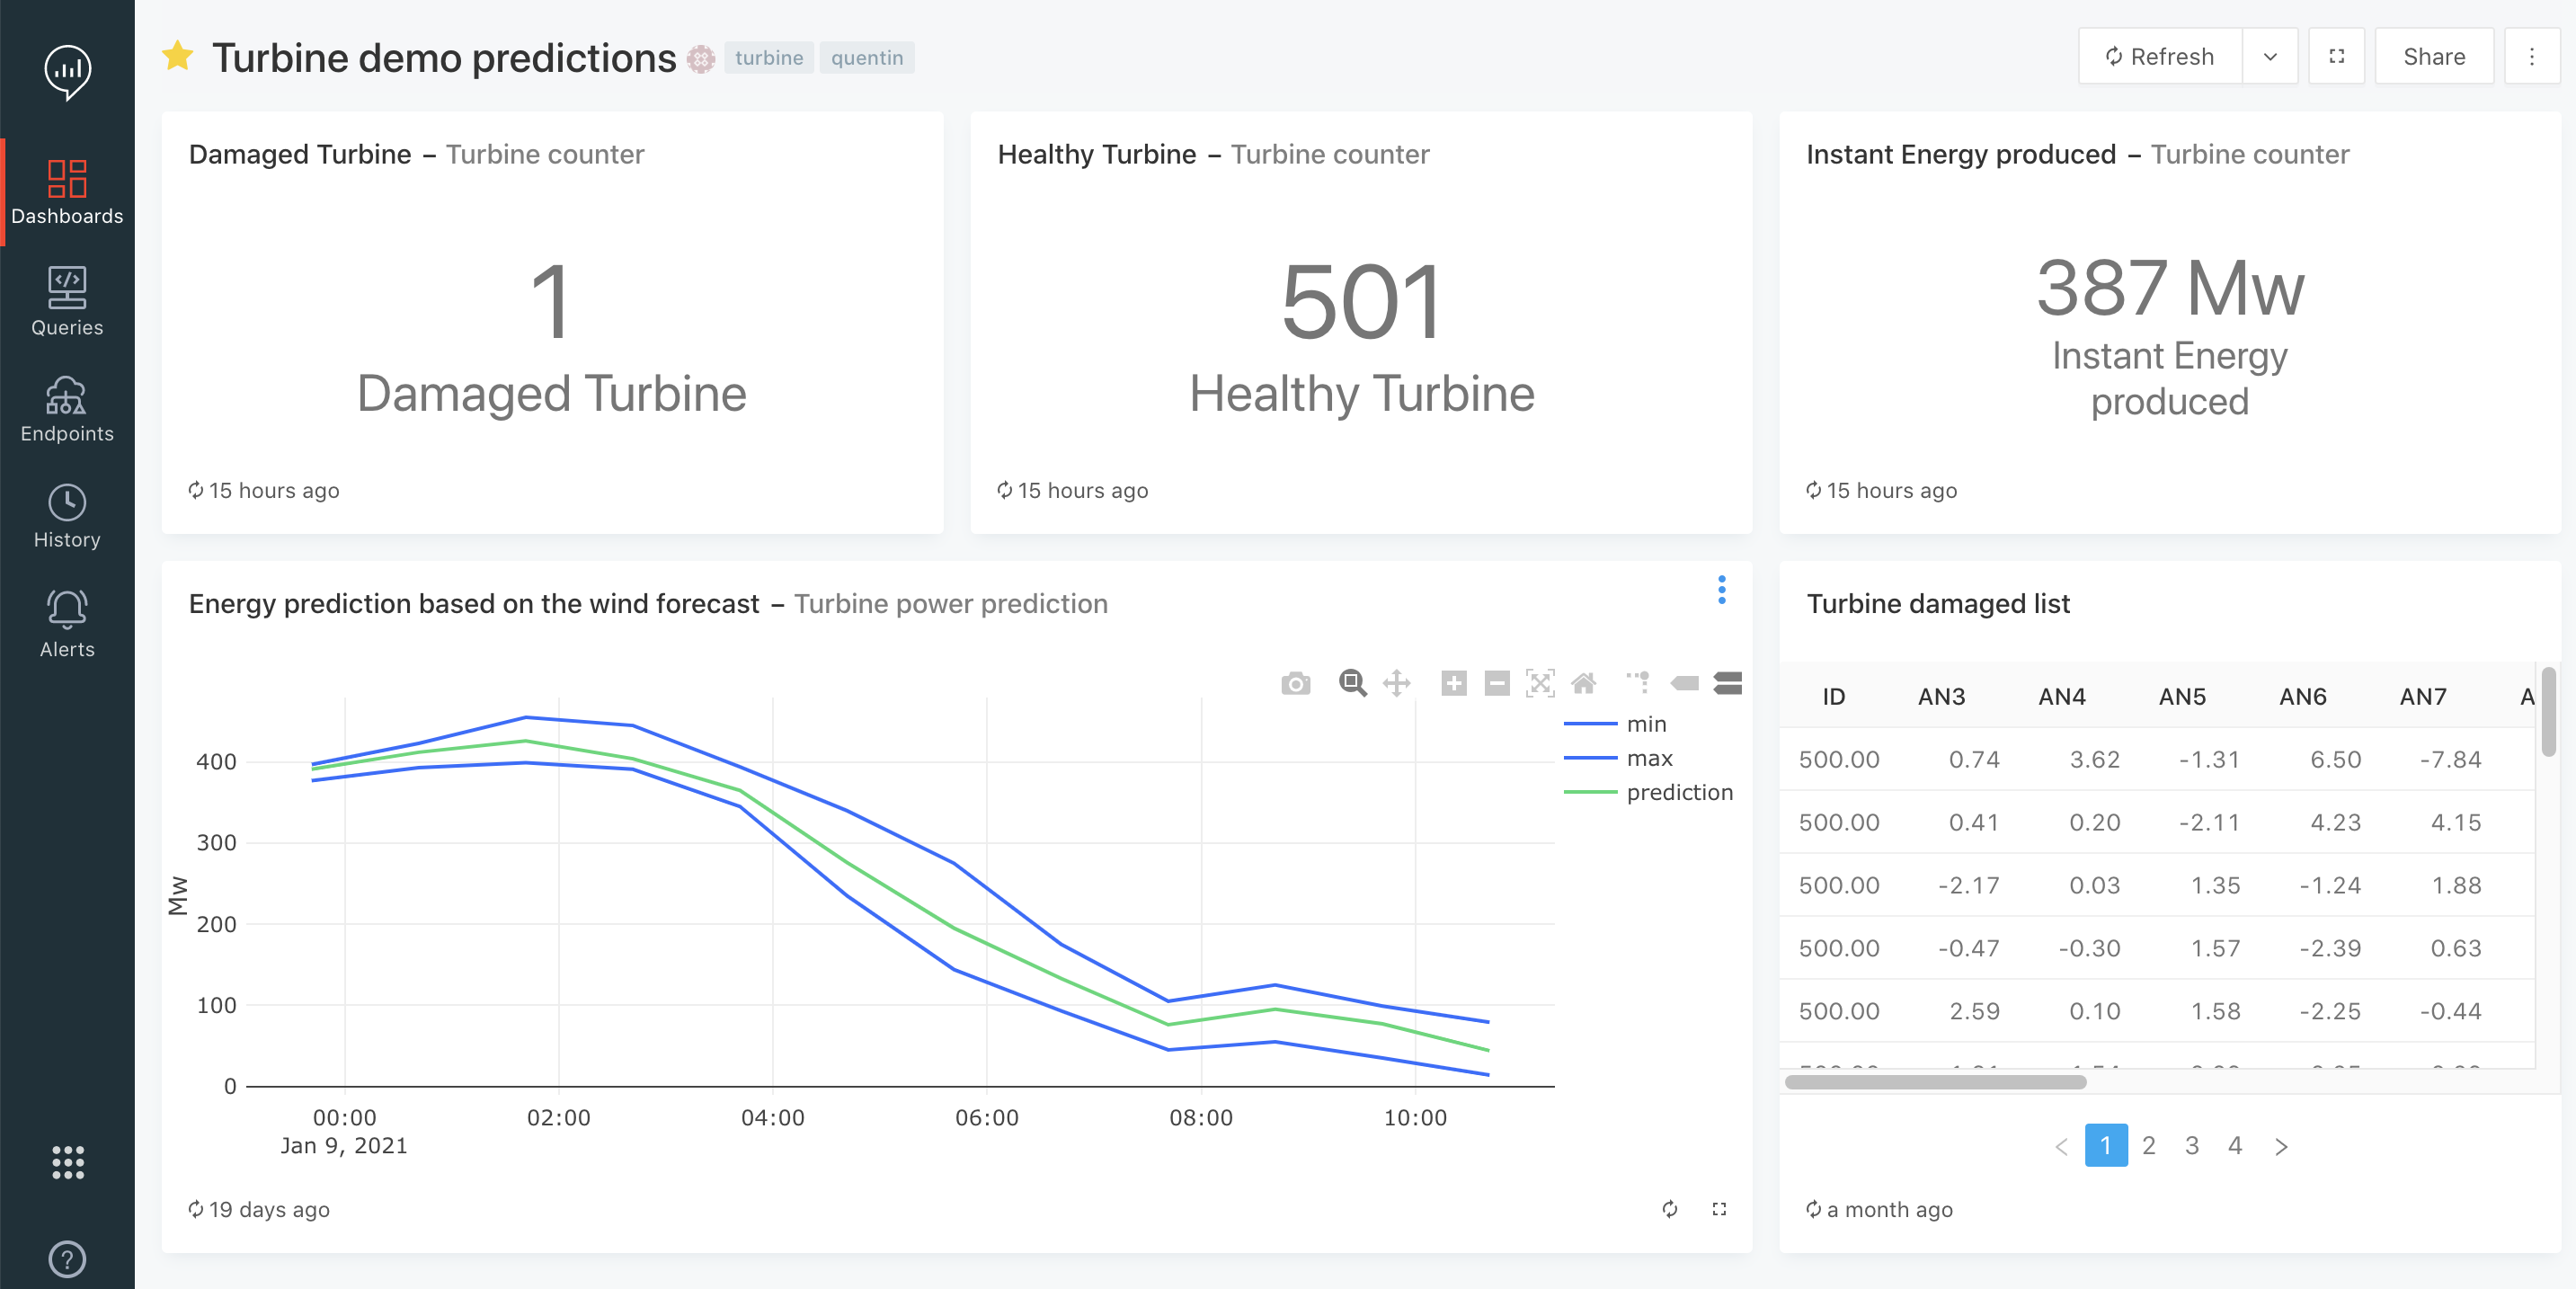 Turbine demo predictions turbine quentin Refresh Share
Dashboards
Queries
Endpoints
History
Alerts
Damaged Turbine – Turbine counter
1
Damaged Turbine
15 hours ago
Healthy Turbine – Turbine counter
501
Healthy Turbine
15 hours ago
Instant Energy produced – Turbine counter
387 Mw
Instant Energy
produced
15 hours ago
Energy prediction based on the wind forecast – Turbine power prediction
min
max
prediction
Mw
400
300
200
100
0
00:00 02:00 04:00 06:00 08:00 10:00
Jan 9, 2021
19 days ago
Turbine damaged list
ID AN3 AN4 AN5 AN6 AN7
500.00 0.74 3.62 -1.31 6.50 -7.84
500.00 0.41 0.20 -2.11 4.23 4.15
500.00 -2.17 0.03 1.35 -1.24 1.88
500.00 -0.47 -0.30 1.57 -2.39 0.63
500.00 2.59 0.10 1.58 -2.25 -0.44
< 1 2 3 4 >
a month ago
?